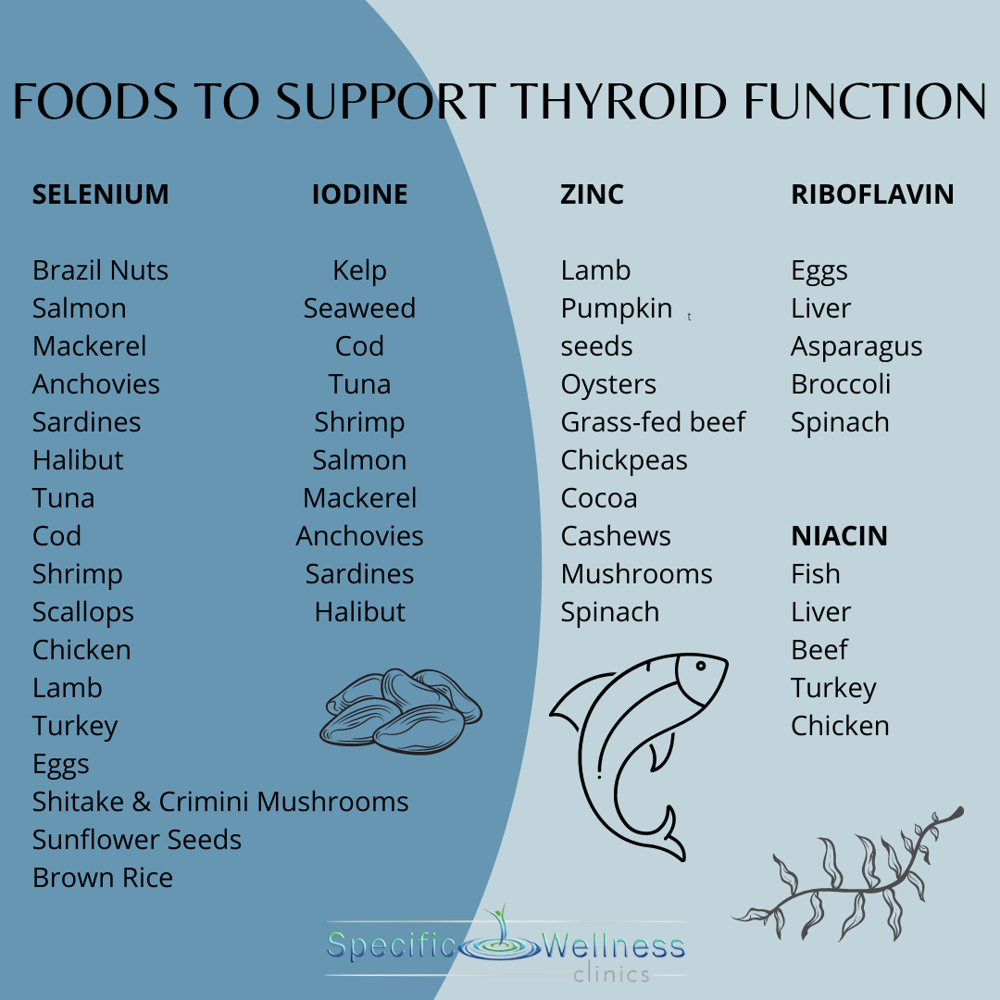 FOODS TO SUPPORT THYROID FUNCTION
SELENIUM
Brazil Nuts
Salmon
Mackerel
Anchovies
Sardines
Halibut
Tuna
Cod
Shrimp
Scallops
Chicken
Lamb
Turkey
Eggs
Shitake & Crimini Mushrooms
Sunflower Seeds
Brown Rice
IODINE
Kelp
Seaweed
Cod
Tuna
Shrimp
Salmon
Mackerel
Anchovies
Sardines
Halibut
ZINC
Lamb
Pumpkin t
seeds
Oysters
Grass-fed beef
Chickpeas
Cocoa
Cashews
Mushrooms
Spinach
RIBOFLAVIN
Eggs
Liver
Asparagus
Broccoli
Spinach
NIACIN
Fish
Liver
Beef
Turkey
Chicken
Specific Wellness
clinics